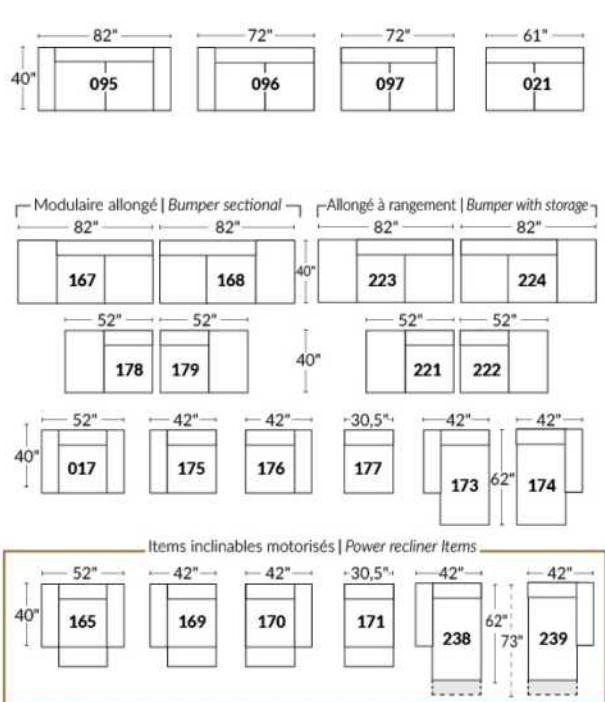 82" 72" 72" 61"
40" 095 096 097 021
Modulaire allongé | Bumper sectional Allongé à rangement | Bumper with storage
82" 82" 82" 82"
167 168 40" 223 224
52" 52" 52" 52"
178 179 40" 221 222
52" 42" 42" 30,5" 42" 42"
40" 017 175 176 177 173 62" 174
Items inclinables motorisés | Power recliner Items
52" 42" 42" 30,5" 42" 42"
40" 165 169 170 171 238 62" 73" 239